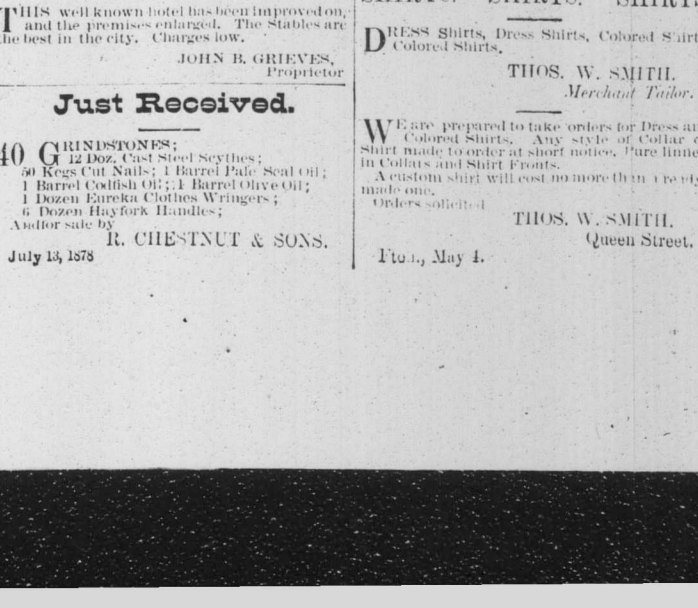 THIS well known hotel has been improved on,
and the premises enlarged. The Stables are
the best in the city. Charges low.
JOHN B. GRIEVES,
Proprietor
Just Received.
40 GRINDSTONES;
12 Doz. Cast Steel Scythes;
50 Kegs Cut Nails; 1 Barrel Pale Seal Oil;
1 Barrel Codfish Oil; 1 Barrel Olive Oil;
1 Dozen Eureka Clothes Wringers;
6 Dozen Hayfork Handles;
And for sale by
R. CHESTNUT & SONS.
July 13, 1878
SHIRTS. SHIRTS. SHIRTS
DRESS Shirts, Dress Shirts, Colored Shirt
Colored Shirts.
THOS. W. SMITH.
Merchant Tailor.
WE are prepared to take orders for Dress a
Colored Shirts. Any style of Collar
Shirt made to order at short notice. Pure linne
in Collars and Shirt Fronts.
A custom shirt will cost no more than a ready
made one.
Orders solicited
THOS. W. SMITH.
Queen Street.
Fton., May 4.